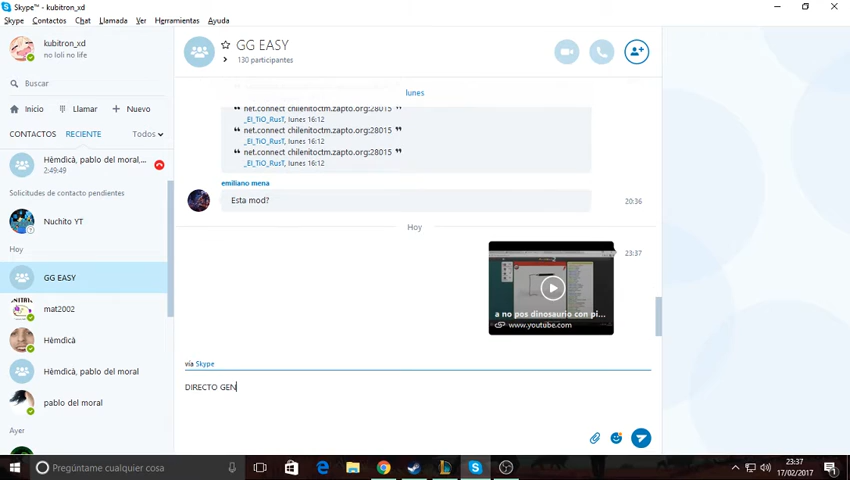 Skype™ - kubitron_xd
Skype Contactos Chat Llamada Ver Herramientas Ayuda
kubitron_xd
no loli no life
Buscar
Inicio Llamar Nuevo
CONTACTOS RECIENTE Todos
Hèmdìcà, pablo del moral,...
2:49:49
Solicitudes de contacto pendientes
Nuchito YT
Hoy
GG EASY
mat2002
Hèmdìcà
Hèmdìcà, pablo del moral
pablo del moral
Ayer
GG EASY
130 participantes
lunes
net.connect chilenitoctm.zapto.org:28015
_El_TiO_RusT, lunes 16:12
net.connect chilenitoctm.zapto.org:28015
_El_TiO_RusT, lunes 16:12
net.connect chilenitoctm.zapto.org:28015
_El_TiO_RusT, lunes 16:12
emiliano mena
Esta mod?
20:36
Hoy
23:37
a no pos dinosaurio con pi...
www.youtube.com
vía Skype
DIRECTO GEN
Pregúntame cualquier cosa
23:37
17/02/2017